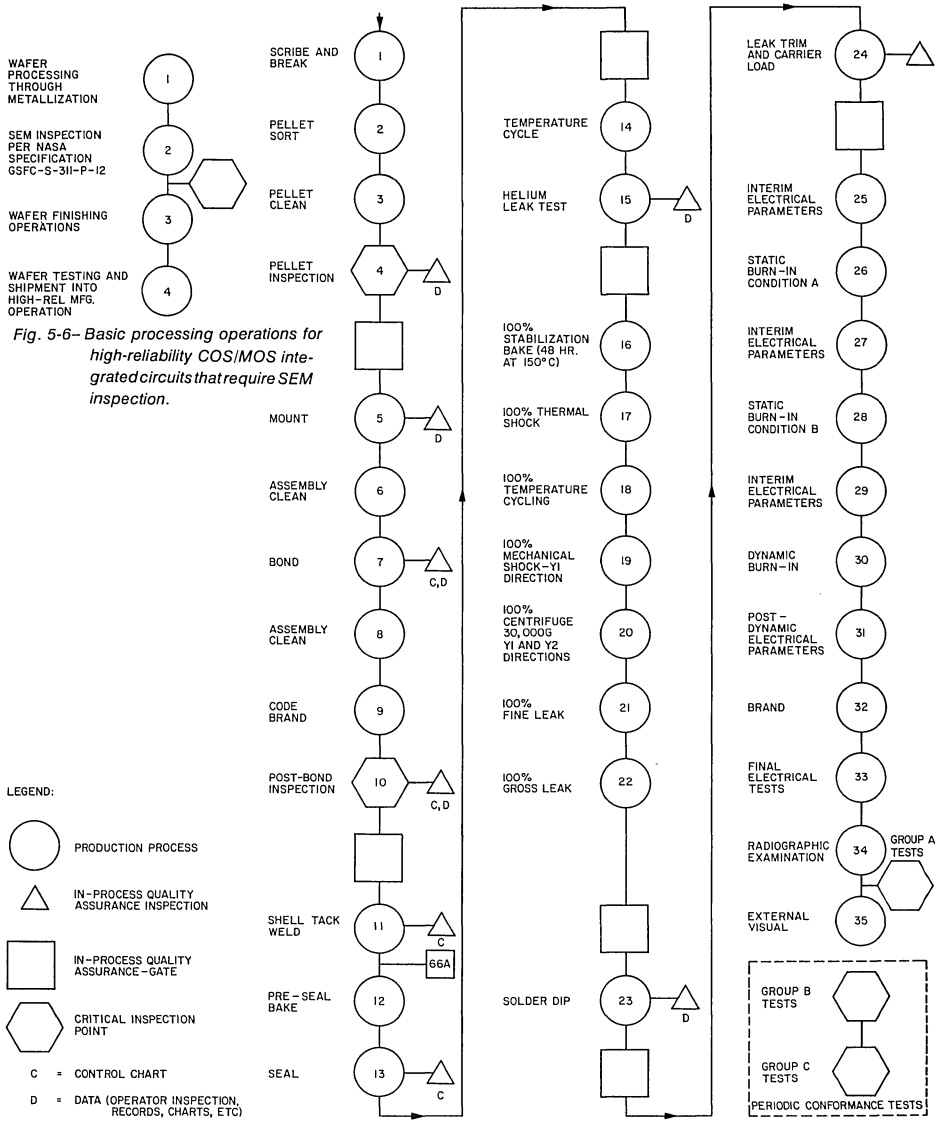 WAFER
PROCESSING
THROUGH
METALLIZATION
1
SEM INSPECTION
PER NASA
SPECIFICATION
GSFC-S-311-P-12
2
WAFER FINISHING
OPERATIONS
3
WAFER TESTING AND
SHIPMENT INTO
HIGH-REL MFG.
OPERATION
4
Fig. 5-6– Basic processing operations for
high-reliability COS/MOS inte-
grated circuits that require SEM
inspection.
LEGEND:
PRODUCTION PROCESS
IN-PROCESS QUALITY
ASSURANCE INSPECTION
IN-PROCESS QUALITY
ASSURANCE-GATE
CRITICAL INSPECTION
POINT
C = CONTROL CHART
D = DATA (OPERATOR INSPECTION,
RECORDS, CHARTS, ETC)
SCRIBE AND
BREAK
1
PELLET
SORT
2
PELLET
CLEAN
3
PELLET
INSPECTION
4
D
MOUNT
5
D
ASSEMBLY
CLEAN
6
BOND
7
C,D
ASSEMBLY
CLEAN
8
CODE
BRAND
9
POST-BOND
INSPECTION
10
C,D
SHELL TACK
WELD
11
C
66A
PRE-SEAL
BAKE
12
SEAL
13
C
TEMPERATURE
CYCLE
14
HELIUM
LEAK TEST
15
D
100%
STABILIZATION
BAKE (48 HR.
AT 150°C)
16
100% THERMAL
SHOCK
17
100%
TEMPERATURE
CYCLING
18
100%
MECHANICAL
SHOCK-Y1
DIRECTION
19
100%
CENTRIFUGE
30,000G
Y1 AND Y2
DIRECTIONS
20
100%
FINE LEAK
21
100%
GROSS LEAK
22
SOLDER DIP
23
D
LEAK TRIM
AND CARRIER
LOAD
24
INTERIM
ELECTRICAL
PARAMETERS
25
STATIC
BURN-IN
CONDITION A
26
INTERIM
ELECTRICAL
PARAMETERS
27
STATIC
BURN-IN
CONDITION B
28
INTERIM
ELECTRICAL
PARAMETERS
29
DYNAMIC
BURN-IN
30
POST-
DYNAMIC
ELECTRICAL
PARAMETERS
31
BRAND
32
FINAL
ELECTRICAL
TESTS
33
RADIOGRAPHIC
EXAMINATION
34
GROUP A
TESTS
EXTERNAL
VISUAL
35
GROUP B
TESTS
GROUP C
TESTS
PERIODIC CONFORMANCE TESTS